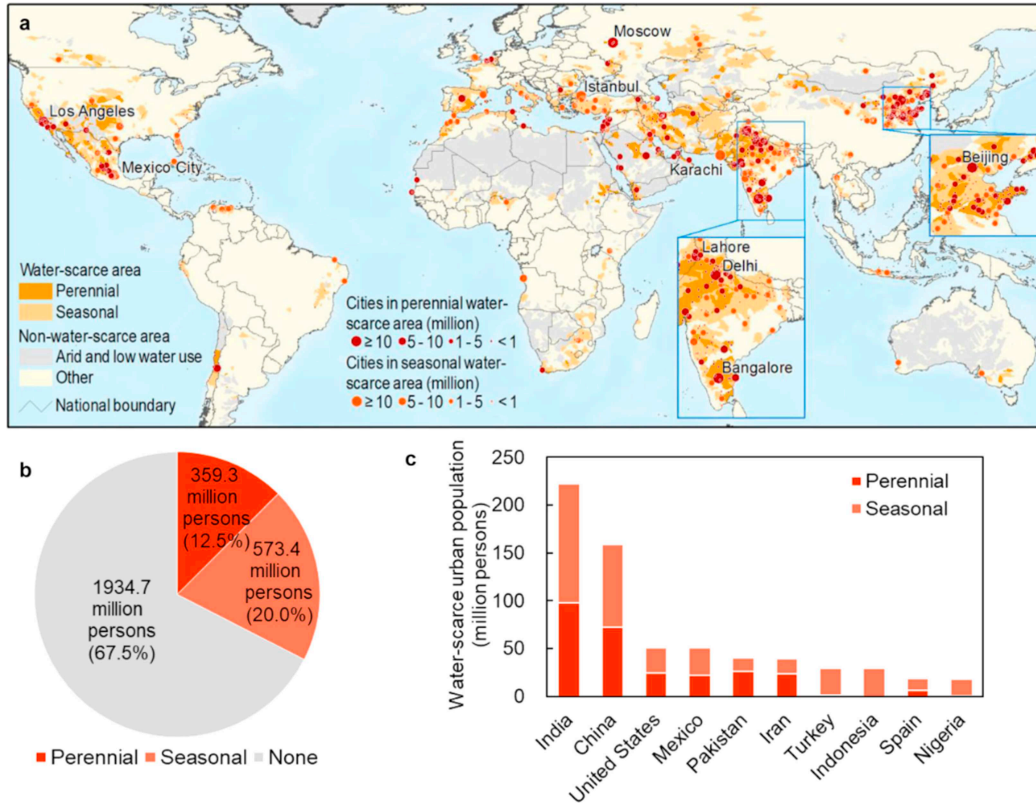 a
Moscow
Istanbul
Los Angeles
Mexico City
Karachi
Beijing
Lahore
Delhi
Bangalore
Water-scarce area
Perennial
Seasonal
Non-water-scarce area
Arid and low water use
Other
National boundary
Cities in perennial water-
scarce area (million)
≥ 10 5 - 10 1 - 5 < 1
Cities in seasonal water-
scarce area (million)
≥ 10 5 - 10 1 - 5 < 1
b
359.3
million
persons
(12.5%)
573.4
million
persons
(20.0%)
1934.7
million
persons
(67.5%)
Perennial Seasonal None
c
Water-scarce urban population
(million persons)
250
200
150
100
50
0
Perennial
Seasonal
India
China
United States
Mexico
Pakistan
Iran
Turkey
Indonesia
Spain
Nigeria